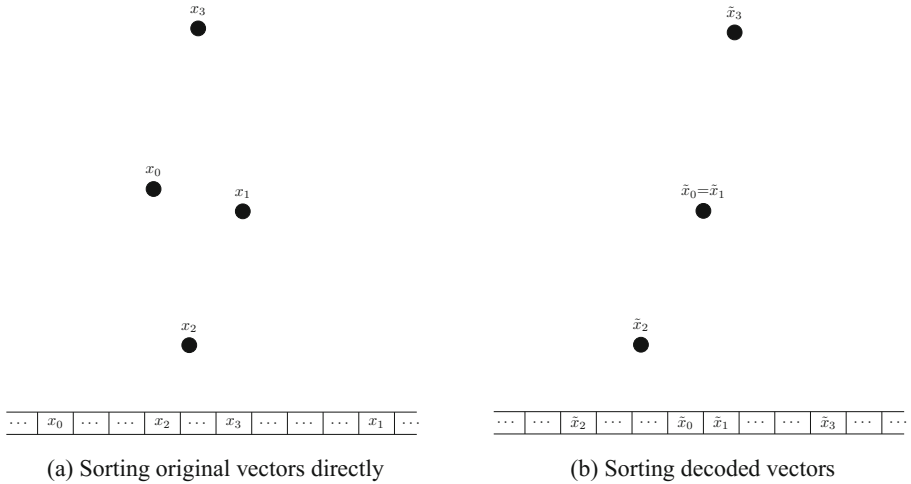 x₃
x₀
x₁
x₂
⋯ x₀ ⋯ ⋯ x₂ ⋯ x₃ ⋯ ⋯ ⋯ x₁ ⋯
(a) Sorting original vectors directly
x̃₃
x̃₀=x̃₁
x̃₂
⋯ ⋯ x̃₂ ⋯ ⋯ x̃₀ x̃₁ ⋯ ⋯ x̃₃ ⋯ ⋯
(b) Sorting decoded vectors